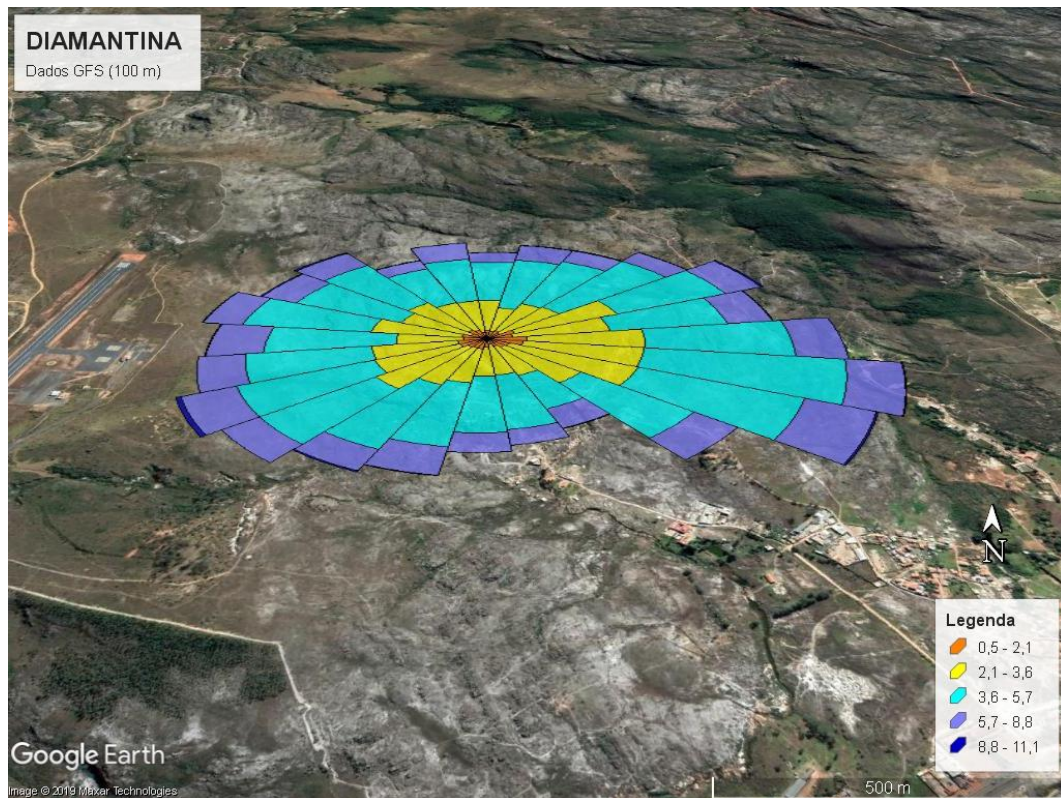 DIAMANTINA
Dados GFS (100 m)
N
Legenda
0,5 - 2,1
2,1 - 3,6
3,6 - 5,7
5,7 - 8,8
8,8 - 11,1
Google Earth
Image © 2019 Maxar Technologies
500 m